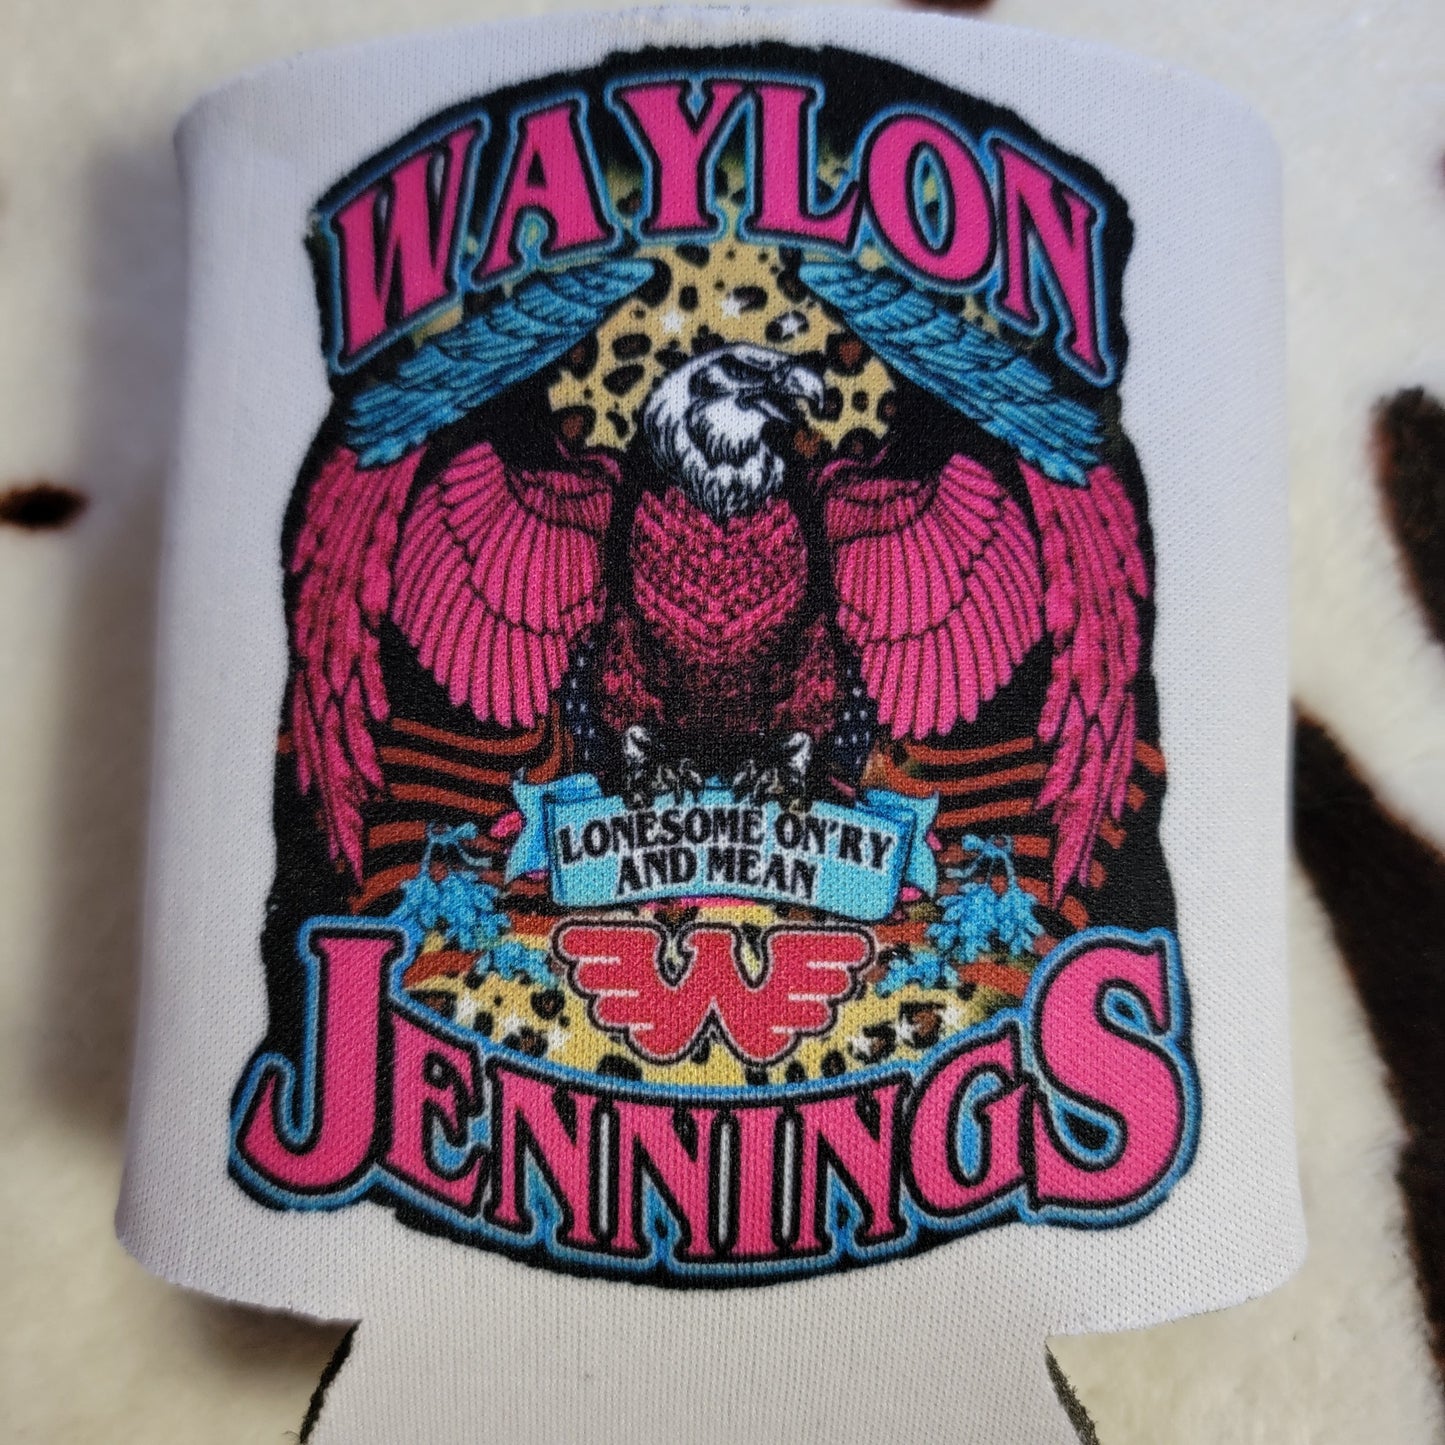 WAYLON
LONESOME ON'RY
AND MEAN
W
JENNINGS